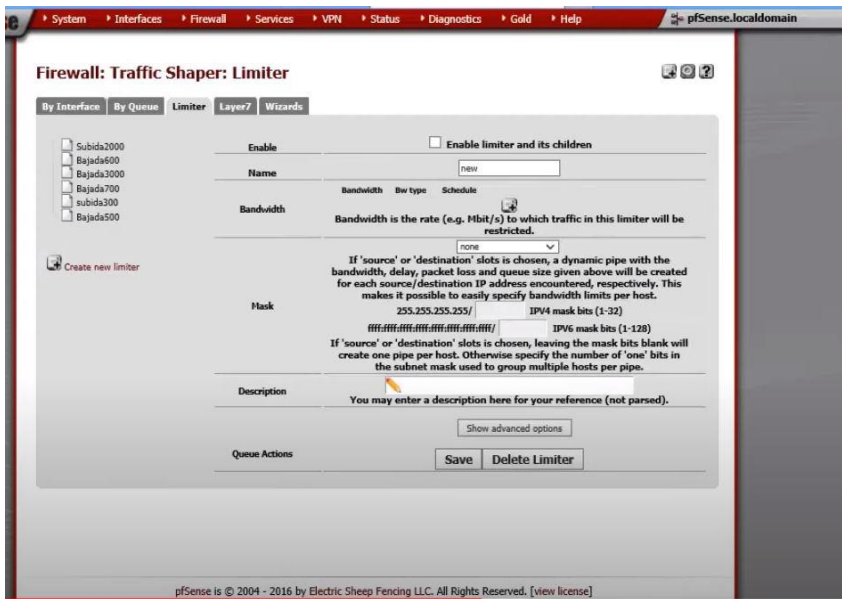 se
System Interfaces Firewall Services VPN Status Diagnostics Gold Help pfSense.localdomain
Firewall: Traffic Shaper: Limiter
By Interface By Queue Limiter Layer7 Wizards
Subida2000
Bajada600
Bajada3000
Bajada700
subida300
Bajada500
Create new limiter
Enable
Enable limiter and its children
Name
new
Bandwidth
Bandwidth Bw type Schedule
Bandwidth is the rate (e.g. Mbit/s) to which traffic in this limiter will be
restricted.
Mask
none
If 'source' or 'destination' slots is chosen, a dynamic pipe with the
bandwidth, delay, packet loss and queue size given above will be created
for each source/destination IP address encountered, respectively. This
makes it possible to easily specify bandwidth limits per host.
255.255.255.255/ IPV4 mask bits (1-32)
ffff:ffff:ffff:ffff:ffff:ffff:ffff:ffff/ IPV6 mask bits (1-128)
If 'source' or 'destination' slots is chosen, leaving the mask bits blank will
create one pipe per host. Otherwise specify the number of 'one' bits in
the subnet mask used to group multiple hosts per pipe.
Description
You may enter a description here for your reference (not parsed).
Show advanced options
Queue Actions
Save Delete Limiter
pfSense is © 2004 - 2016 by Electric Sheep Fencing LLC. All Rights Reserved. [view license]